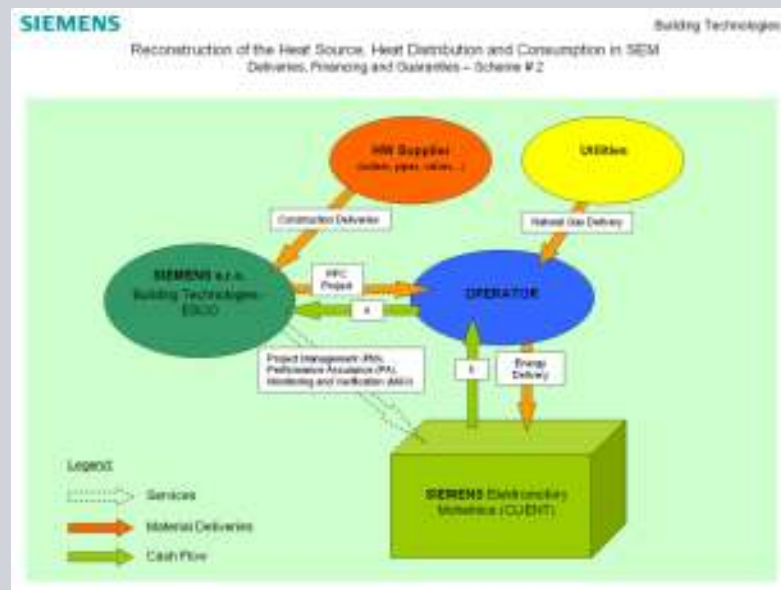 SIEMENS
Building Technologies
Reconstruction of the Heat Source, Heat Distribution and Consumption in SEM
Deliveries, Financing and Guaranties – Scheme # 2
HW Supplier
(boilers, pipes, valves...)
Utilities
Construction Deliveries
Natural Gas Delivery
SIEMENS s.r.o.
Building Technologies
ESCO
EPC
Project
OPERATOR
Project Management (PM),
Performance Assurance (PA),
Monitoring and Verification (M&V)
Energy
Delivery
SIEMENS Elektromotory
Mohelnice (CLIENT)
Legend:
Services
Material Deliveries
Cash Flow